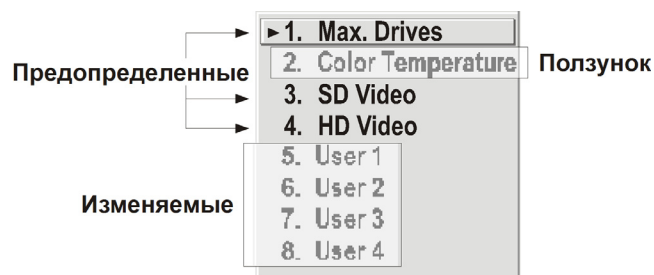 ►1. Max. Drives
2. Color Temperature
Ползунок
Предопределенные
3. SD Video
4. HD Video
5. User 1
6. User 2
Изменяемые
7. User 3
8. User 4